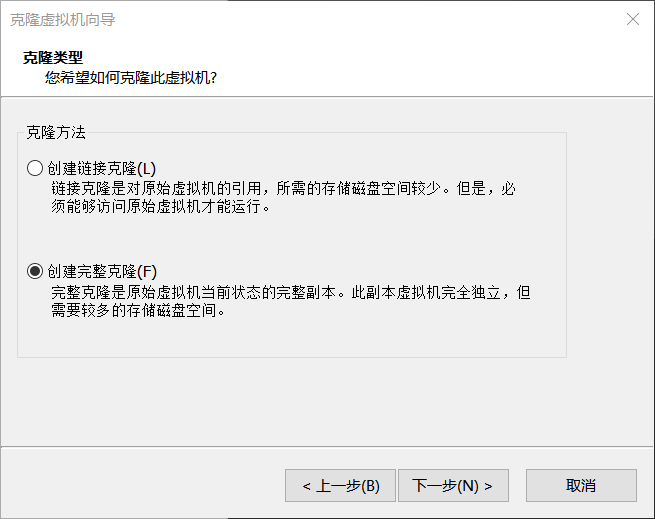 克隆虚拟机向导
克隆类型
您希望如何克隆此虚拟机?
克隆方法
创建链接克隆(L)
链接克隆是对原始虚拟机的引用，所需的存储磁盘空间较少。但是，必
须能够访问原始虚拟机才能运行。
创建完整克隆(F)
完整克隆是原始虚拟机当前状态的完整副本。此副本虚拟机完全独立，但
需要较多的存储磁盘空间。
< 上一步(B) 下一步(N) > 取消